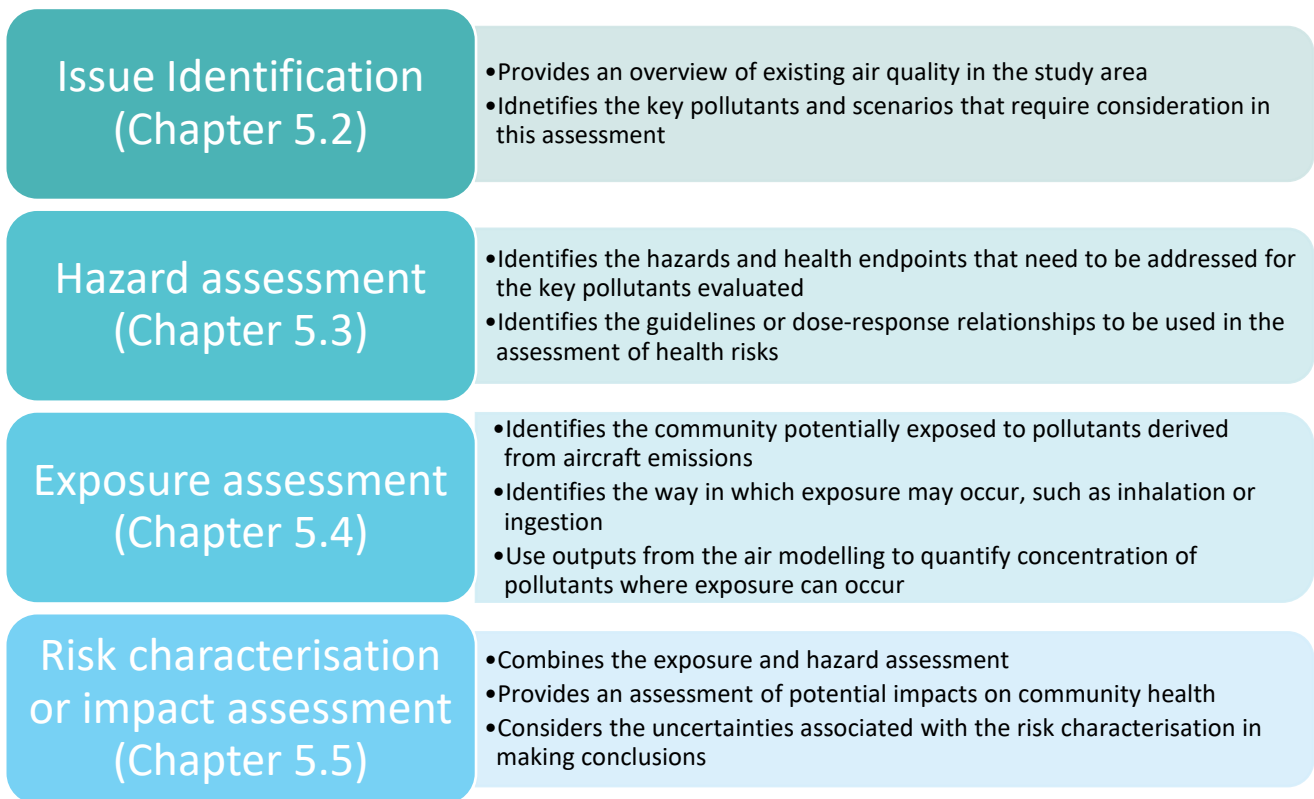 Issue Identification
(Chapter 5.2)
•Provides an overview of existing air quality in the study area
•Idnetifies the key pollutants and scenarios that require consideration in
this assessment
Hazard assessment
(Chapter 5.3)
•Identifies the hazards and health endpoints that need to be addressed for
the key pollutants evaluated
•Identifies the guidelines or dose-response relationships to be used in the
assessment of health risks
Exposure assessment
(Chapter 5.4)
•Identifies the community potentially exposed to pollutants derived
from aircraft emissions
•Identifies the way in which exposure may occur, such as inhalation or
ingestion
•Use outputs from the air modelling to quantify concentration of
pollutants where exposure can occur
Risk characterisation
or impact assessment
(Chapter 5.5)
•Combines the exposure and hazard assessment
•Provides an assessment of potential impacts on community health
•Considers the uncertainties associated with the risk characterisation in
making conclusions